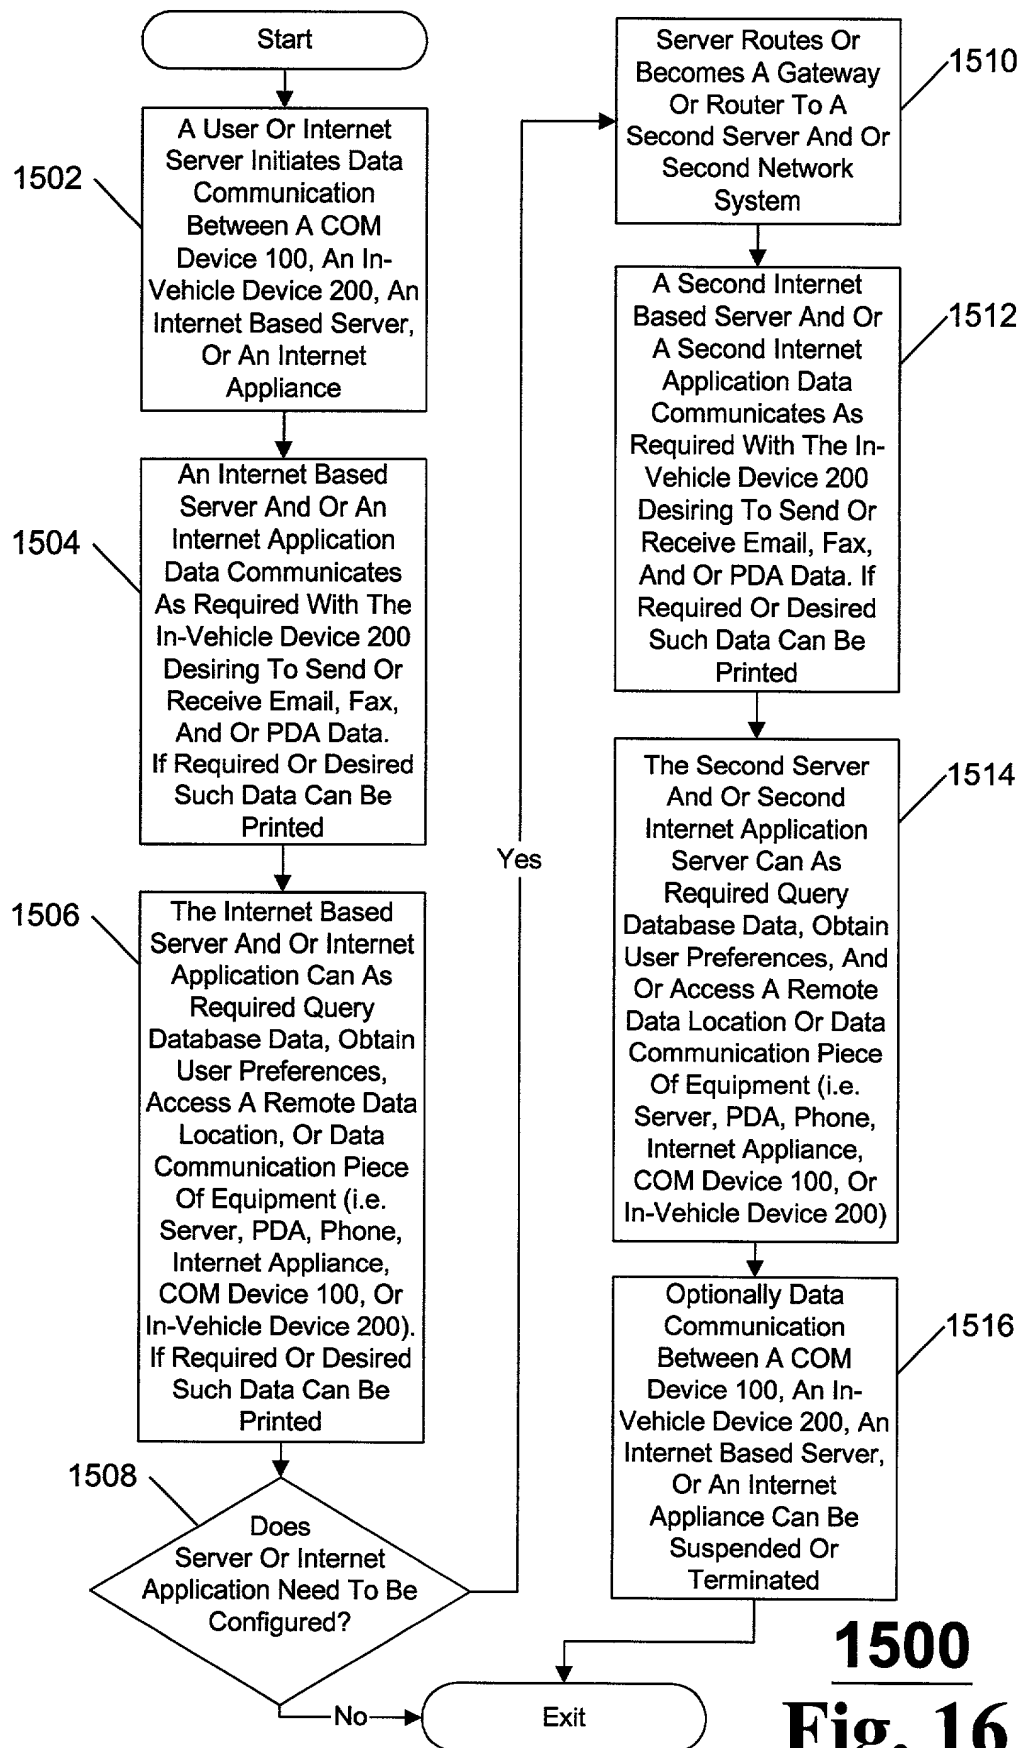 Start
1502
A User Or Internet
Server Initiates Data
Communication
Between A COM
Device 100, An In-
Vehicle Device 200, An
Internet Based Server,
Or An Internet
Appliance
1504
An Internet Based
Server And Or An
Internet Application
Data Communicates
As Required With The
In-Vehicle Device 200
Desiring To Send Or
Receive Email, Fax,
And Or PDA Data.
If Required Or Desired
Such Data Can Be
Printed
1506
The Internet Based
Server And Or Internet
Application Can As
Required Query
Database Data, Obtain
User Preferences,
Access A Remote Data
Location, Or Data
Communication Piece
Of Equipment (i.e.
Server, PDA, Phone,
Internet Appliance,
COM Device 100, Or
In-Vehicle Device 200).
If Required Or Desired
Such Data Can Be
Printed
1508
Does
Server Or Internet
Application Need To Be
Configured?
Yes
No
Server Routes Or
Becomes A Gateway
Or Router To A
Second Server And Or
Second Network
System
1510
A Second Internet
Based Server And Or
A Second Internet
Application Data
Communicates As
Required With The In-
Vehicle Device 200
Desiring To Send Or
Receive Email, Fax,
And Or PDA Data. If
Required Or Desired
Such Data Can Be
Printed
1512
The Second Server
And Or Second
Internet Application
Server Can As
Required Query
Database Data, Obtain
User Preferences, And
Or Access A Remote
Data Location Or Data
Communication Piece
Of Equipment (i.e.
Server, PDA, Phone,
Internet Appliance,
COM Device 100, Or
In-Vehicle Device 200)
1514
Optionally Data
Communication
Between A COM
Device 100, An In-
Vehicle Device 200, An
Internet Based Server,
Or An Internet
Appliance Can Be
Suspended Or
Terminated
1516
Exit
1500
Fig. 16